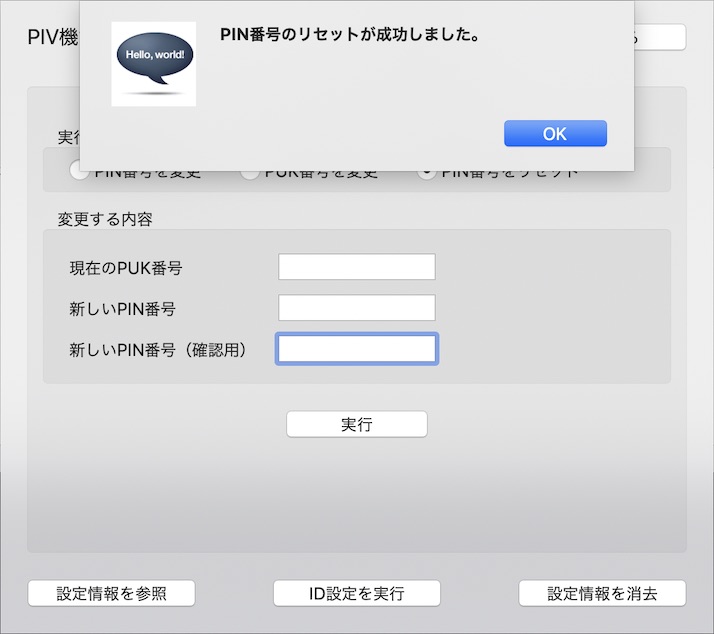 PIV機
Hello, world!
PIN番号のリセットが成功しました。
OK
実行
PIN番号を変更 PUK番号を変更 PIN番号をリセット
変更する内容
現在のPUK番号
新しいPIN番号
新しいPIN番号（確認用）
実行
設定情報を参照 ID設定を実行 設定情報を消去